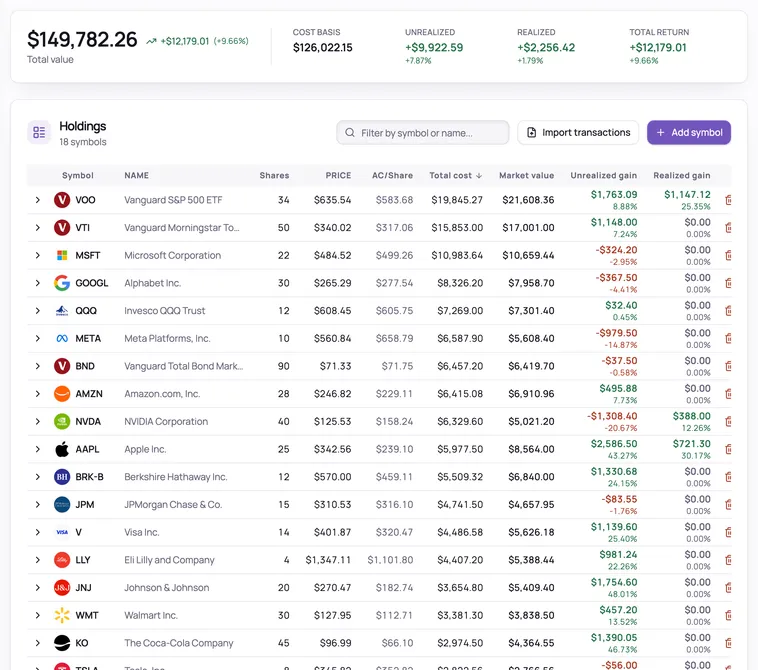 $149,782.26 +$12,179.01 (+9.66%)
Total value
COST BASIS
$126,022.15
UNREALIZED
+$9,922.59
+7.87%
REALIZED
+$2,256.42
+1.79%
TOTAL RETURN
+$12,179.01
+9.66%
Holdings
18 symbols
Filter by symbol or name...
Import transactions
+ Add symbol
Symbol NAME Shares PRICE AC/Share Total cost ↓ Market value Unrealized gain Realized gain
V VOO Vanguard S&P 500 ETF 34 $635.54 $583.68 $19,845.27 $21,608.36 $1,763.09 $1,147.12
8.88% 25.35%
V VTI Vanguard Morningstar To... 50 $340.02 $317.06 $15,853.00 $17,001.00 $1,148.00 $0.00
7.24% 0.00%
MSFT Microsoft Corporation 22 $484.52 $499.26 $10,983.64 $10,659.44 -$324.20 $0.00
-2.95% 0.00%
G GOOGL Alphabet Inc. 30 $265.29 $277.54 $8,326.20 $7,958.70 -$367.50 $0.00
-4.41% 0.00%
QQQ Invesco QQQ Trust 12 $608.45 $605.75 $7,269.00 $7,301.40 $32.40 $0.00
0.45% 0.00%
META Meta Platforms, Inc. 10 $560.84 $658.79 $6,587.90 $5,608.40 -$979.50 $0.00
-14.87% 0.00%
V BND Vanguard Total Bond Mark... 90 $71.33 $71.75 $6,457.20 $6,419.70 -$37.50 $0.00
-0.58% 0.00%
AMZN Amazon.com, Inc. 28 $246.82 $229.11 $6,415.08 $6,910.96 $495.88 $0.00
7.73% 0.00%
NVDA NVIDIA Corporation 40 $125.53 $158.24 $6,329.60 $5,021.20 -$1,308.40 $388.00
-20.67% 12.26%
AAPL Apple Inc. 25 $342.56 $239.10 $5,977.50 $8,564.00 $2,586.50 $721.30
43.27% 30.17%
BH BRK-B Berkshire Hathaway Inc. 12 $570.00 $459.11 $5,509.32 $6,840.00 $1,330.68 $0.00
24.15% 0.00%
JPM JPMorgan Chase & Co. 15 $310.53 $316.10 $4,741.50 $4,657.95 -$83.55 $0.00
-1.76% 0.00%
VISA V Visa Inc. 14 $401.87 $320.47 $4,486.58 $5,626.18 $1,139.60 $0.00
25.40% 0.00%
LLY Eli Lilly and Company 4 $1,347.11 $1,101.80 $4,407.20 $5,388.44 $981.24 $0.00
22.26% 0.00%
J&J JNJ Johnson & Johnson 20 $270.47 $182.74 $3,654.80 $5,409.40 $1,754.60 $0.00
48.01% 0.00%
WMT Walmart Inc. 30 $127.95 $112.71 $3,381.30 $3,838.50 $457.20 $0.00
13.52% 0.00%
KO The Coca-Cola Company 45 $96.99 $66.10 $2,974.50 $4,364.55 $1,390.05 $0.00
46.73% 0.00%
-$56.00 $0.00